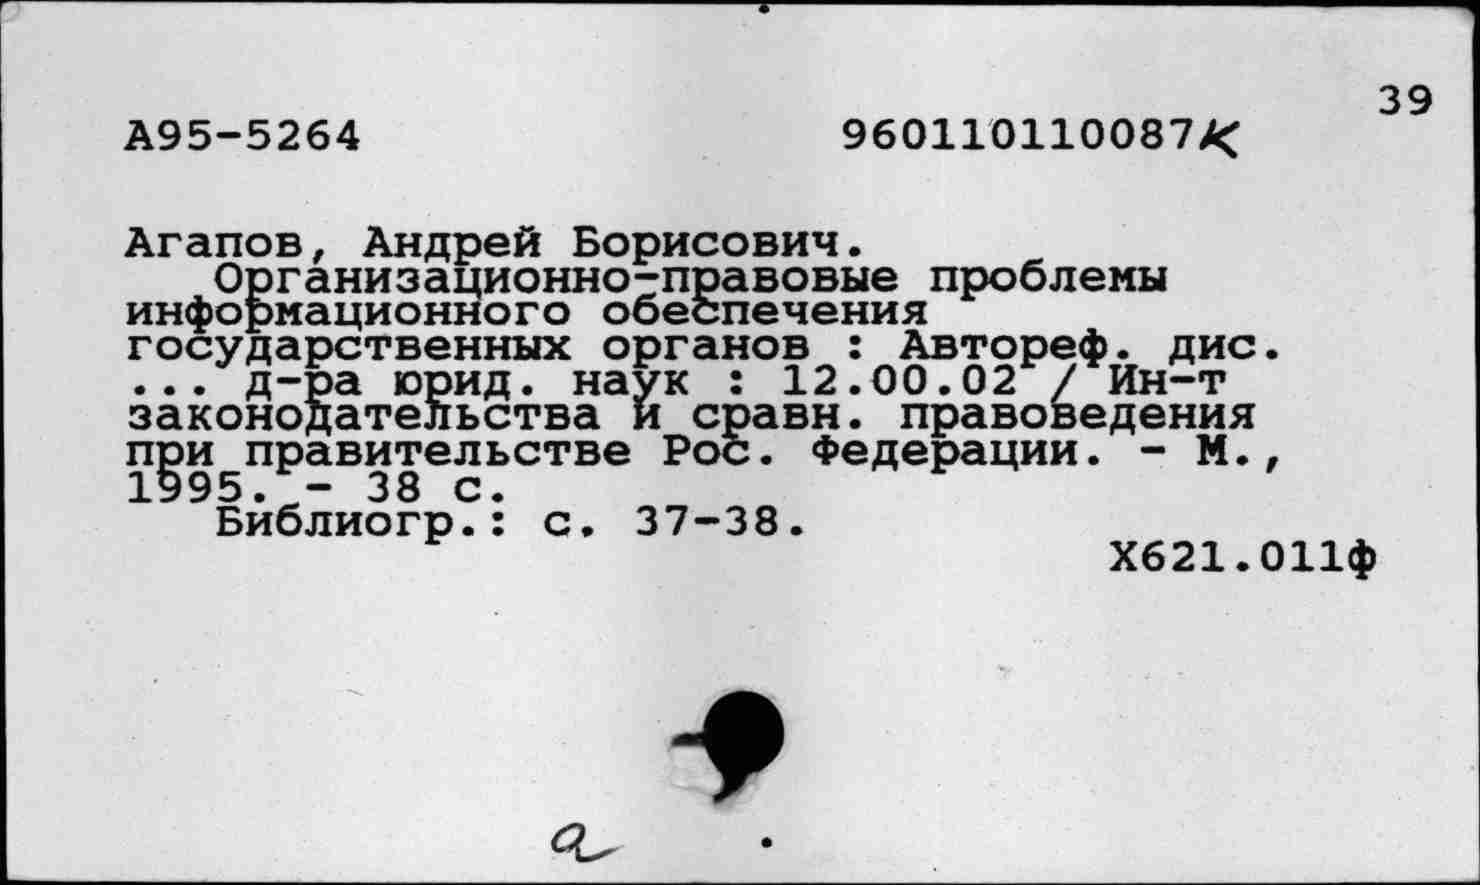 39
А95-5264 960110110087К
Агапов, Андрей Борисович.
Организационно-правовые проблемы
информационного обеспечения
государственных органов : Автореф. дис.
... д-ра юрид. наук : 12.00.02 / Ин-т
законодательства и сравн. правоведения
при правительстве Рос. Федерации. - М.,
1995. - 38 с.
Библиогр.: с. 37-38.
Х621.011ф
а